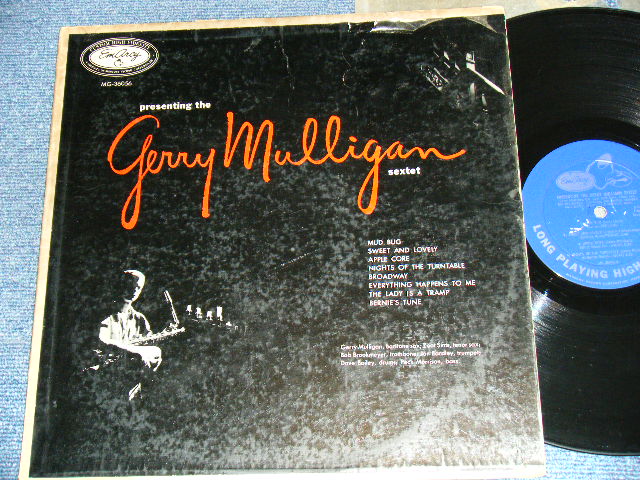 EmArcy
MG-36056
presenting the
Gerry Mulligan
sextet
MUD BUG
SWEET AND LOVELY
APPLE CORE
NIGHTS OF THE TURNTABLE
BROADWAY
EVERYTHING HAPPENS TO ME
THE LADY IS A TRAMP
BERNIE'S TUNE
Gerry Mulligan, baritone sax; Zoot Sims, tenor sax;
Bob Brookmeyer, trombone; Jon Eardley, trumpet;
Dave Bailey, drums; Peck Morrison, bass.
EmArcy
LONG PLAYING HIGH